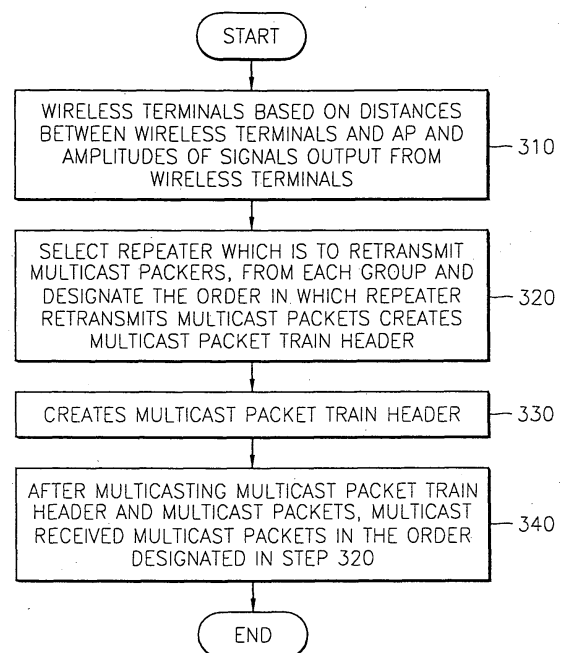 START
WIRELESS TERMINALS BASED ON DISTANCES
BETWEEN WIRELESS TERMINALS AND AP AND
AMPLITUDES OF SIGNALS OUTPUT FROM
WIRELESS TERMINALS
310
SELECT REPEATER WHICH IS TO RETRANSMIT
MULTICAST PACKERS, FROM EACH GROUP AND
DESIGNATE THE ORDER IN WHICH REPEATER
RETRANSMITS MULTICAST PACKETS CREATES
MULTICAST PACKET TRAIN HEADER
320
CREATES MULTICAST PACKET TRAIN HEADER
330
AFTER MULTICASTING MULTICAST PACKET TRAIN
HEADER AND MULTICAST PACKETS, MULTICAST
RECEIVED MULTICAST PACKETS IN THE ORDER
DESIGNATED IN STEP 320
340
END